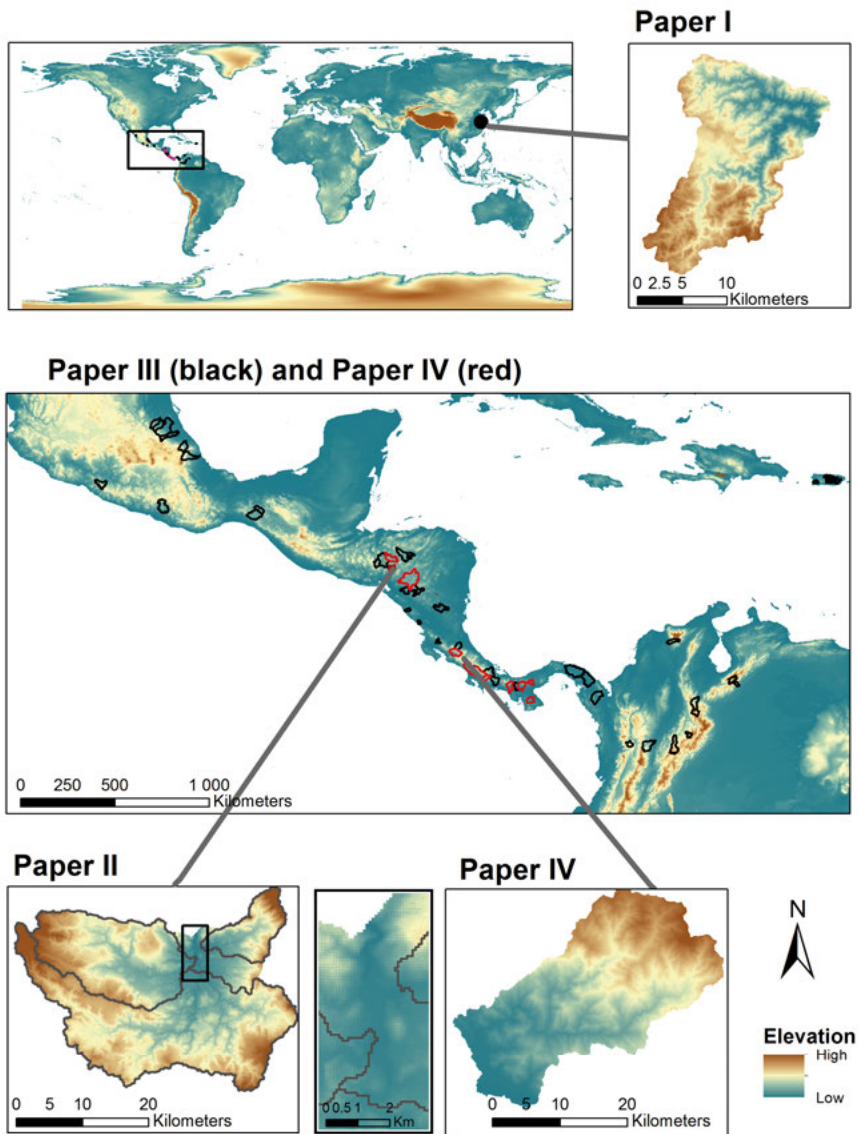 Paper I
0 2.5 5 10
Kilometers
Paper III (black) and Paper IV (red)
0 250 500 1 000
Kilometers
Paper II
0 5 10 20
Kilometers
0 0.5 1 2
Km
Paper IV
0 5 10 20
Kilometers
N
Elevation
High
Low